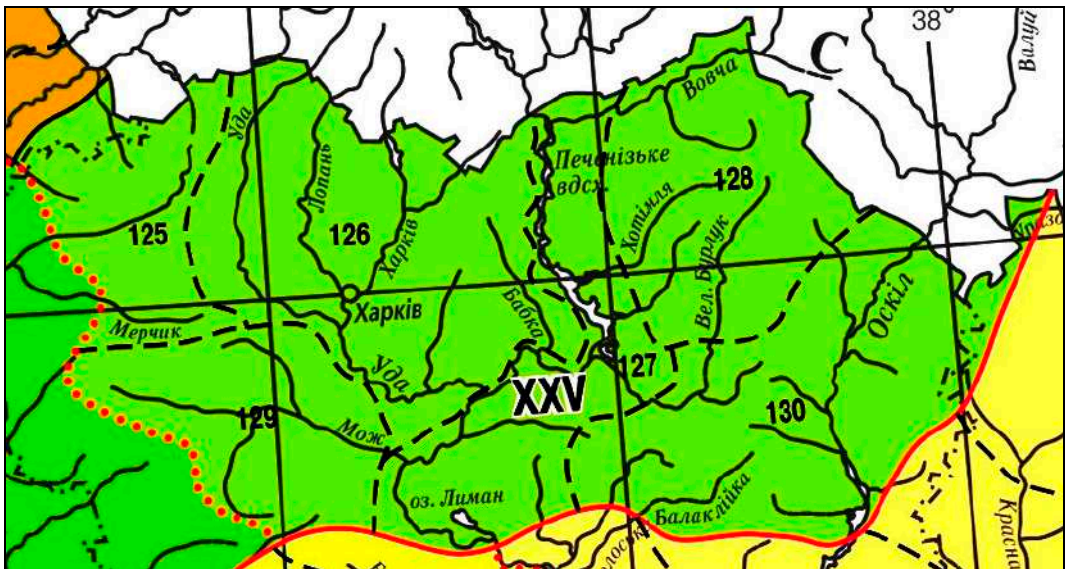 38°
С
Валуй
Вовча
Уда
Лопань
Печенізьке
вдсх.
128
Хотімля
125
126
Харків
Вел. Бурлук
Оскіл
Мерчик
Харків
Бабка
Уда
127
XXV
129
Мож
130
оз. Лиман
Балаклійка
Красна